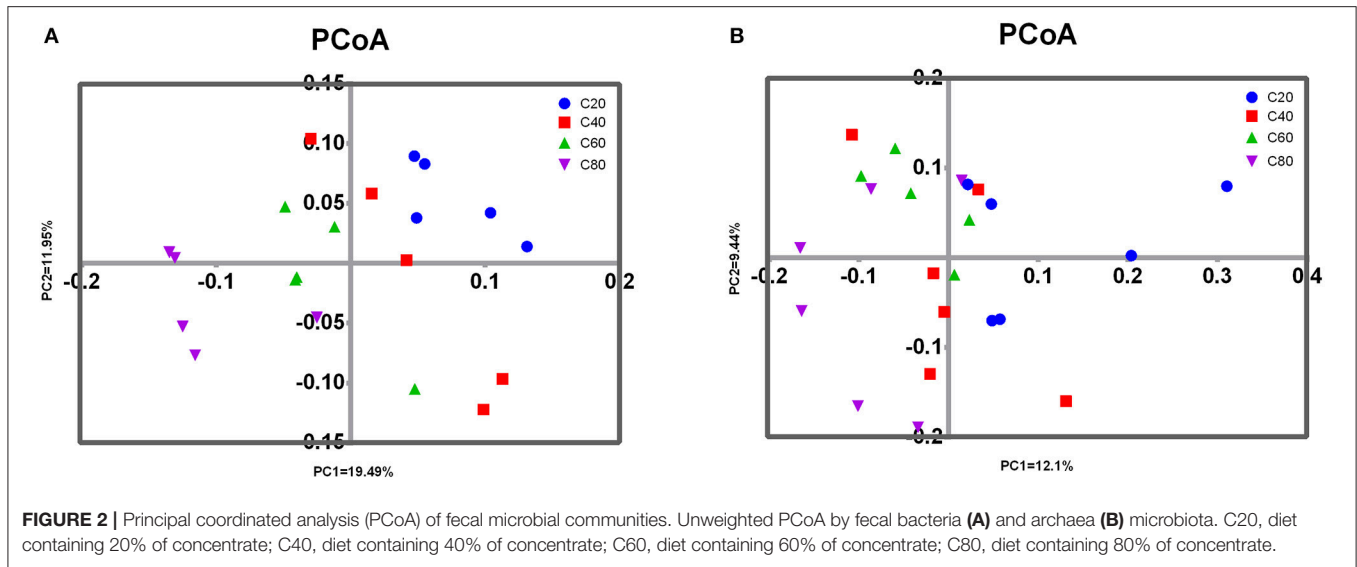 A
PCoA
0.15
C20
C40
C60
C80
0.10
0.05
PC2=11.95%
-0.2
-0.1
0.1
0.2
-0.05
-0.10
0.15
PC1=19.49%
B
PCoA
0.2
C20
C40
C60
C80
0.1
PC2=9.44%
-0.2
-0.1
0.1
0.2
0.3
0.4
-0.1
-0.2
PC1=12.1%
FIGURE 2 | Principal coordinated analysis (PCoA) of fecal microbial communities. Unweighted PCoA by fecal bacteria (A) and archaea (B) microbiota. C20, diet
containing 20% of concentrate; C40, diet containing 40% of concentrate; C60, diet containing 60% of concentrate; C80, diet containing 80% of concentrate.